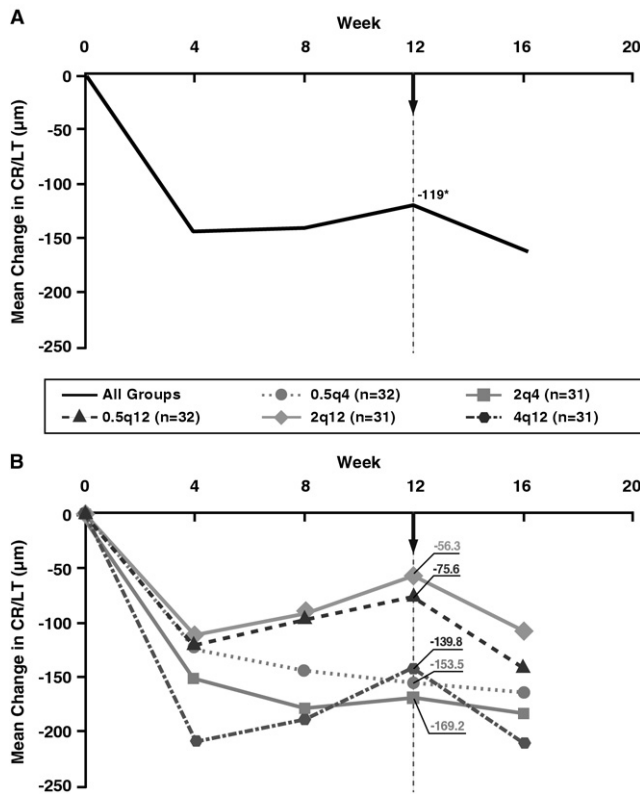 A
Week
0 4 8 12 16 20
Mean Change in CR/LT (µm)
0
-50
-100
-119*
-150
-200
-250
All Groups 0.5q4 (n=32) 2q4 (n=31)
0.5q12 (n=32) 2q12 (n=31) 4q12 (n=31)
B
Week
0 4 8 12 16 20
Mean Change in CR/LT (µm)
0
-56.3
-50
-75.6
-100
-139.8
-150
-153.5
-169.2
-200
-250